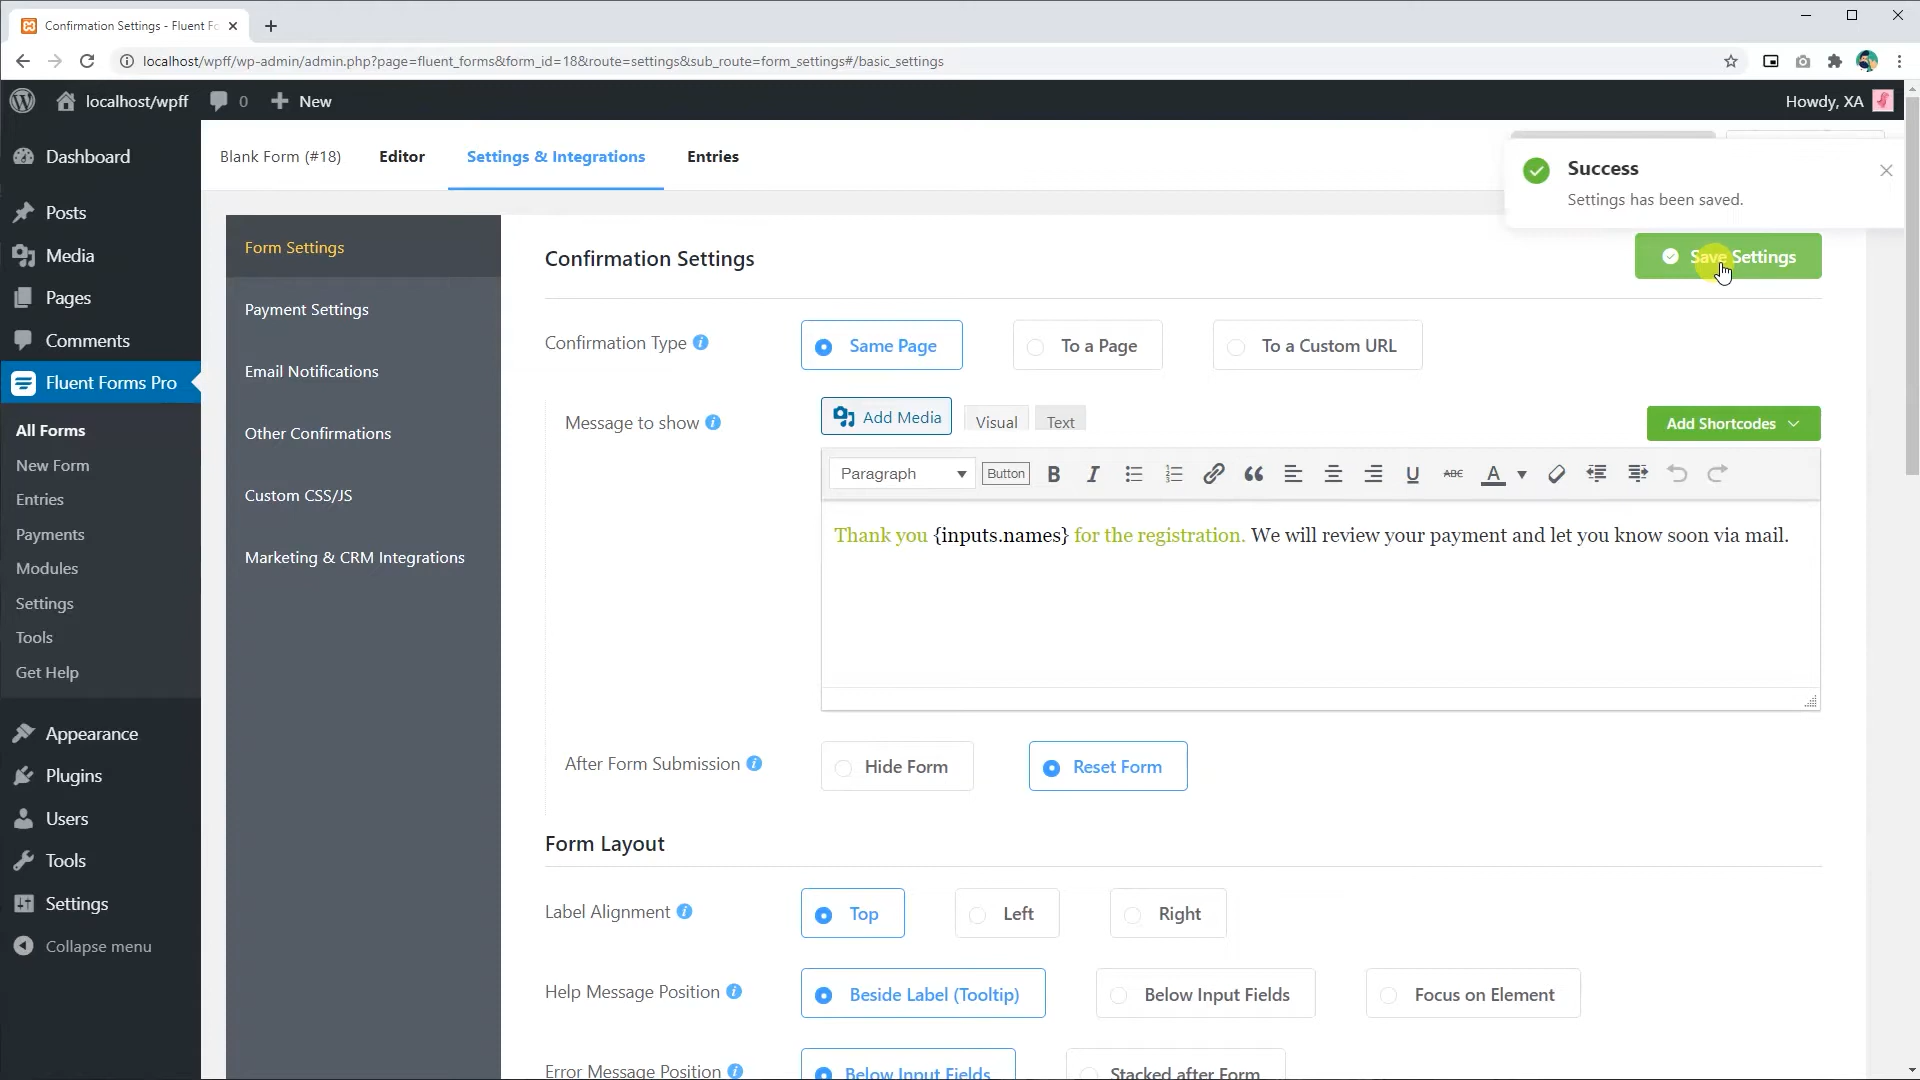 Confirmation Settings - Fluent Fo
localhost/wpff/wp-admin/admin.php?page=fluent_forms&form_id=18&route=settings&sub_route=form_settings#/basic_settings
localhost/wpff
0
New
Howdy, XA
Dashboard
Posts
Media
Pages
Comments
Fluent Forms Pro
All Forms
New Form
Entries
Payments
Modules
Settings
Tools
Get Help
Appearance
Plugins
Users
Tools
Settings
Collapse menu
Blank Form (#18)
Editor
Settings & Integrations
Entries
Success
Settings has been saved.
Form Settings
Payment Settings
Email Notifications
Other Confirmations
Custom CSS/JS
Marketing & CRM Integrations
Confirmation Settings
Save Settings
Confirmation Type
Same Page
To a Page
To a Custom URL
Message to show
Add Media
Visual
Text
Add Shortcodes
Paragraph
Button
B
I
U
ABC
A
Thank you {inputs.names} for the registration. We will review your payment and let you know soon via mail.
After Form Submission
Hide Form
Reset Form
Form Layout
Label Alignment
Top
Left
Right
Help Message Position
Beside Label (Tooltip)
Below Input Fields
Focus on Element
Error Message Position
Below Input Fields
Stacked after Form